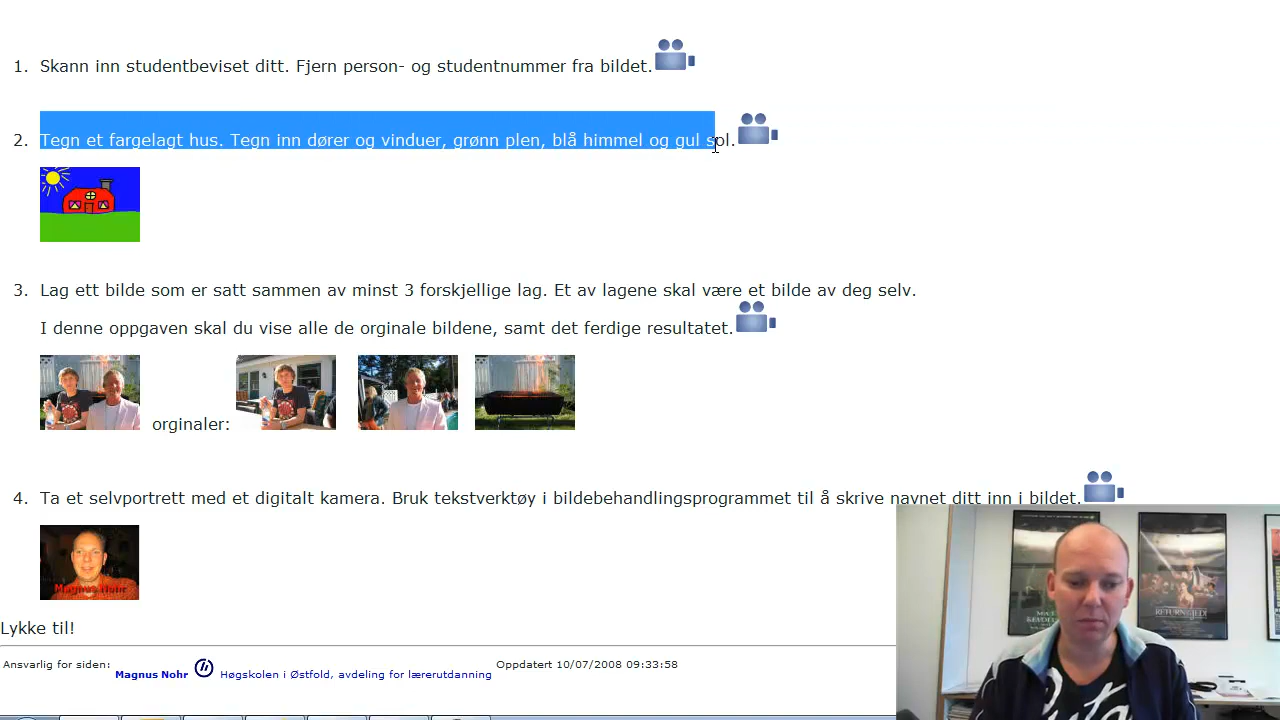 1. Skann inn studentbeviset ditt. Fjern person- og studentnummer fra bildet.
2. Tegn et fargelagt hus. Tegn inn dører og vinduer, grønn plen, blå himmel og gul sol.
3. Lag ett bilde som er satt sammen av minst 3 forskjellige lag. Et av lagene skal være et bilde av deg selv.
I denne oppgaven skal du vise alle de orginale bildene, samt det ferdige resultatet.
orginaler:
4. Ta et selvportrett med et digitalt kamera. Bruk tekstverktøy i bildebehandlingsprogrammet til å skrive navnet ditt inn i bildet.
Magnus Nohr
RETURN OF THE JEDI
Lykke til!
Ansvarlig for siden: Magnus Nohr Høgskolen i Østfold, avdeling for lærerutdanning Oppdatert 10/07/2008 09:33:58